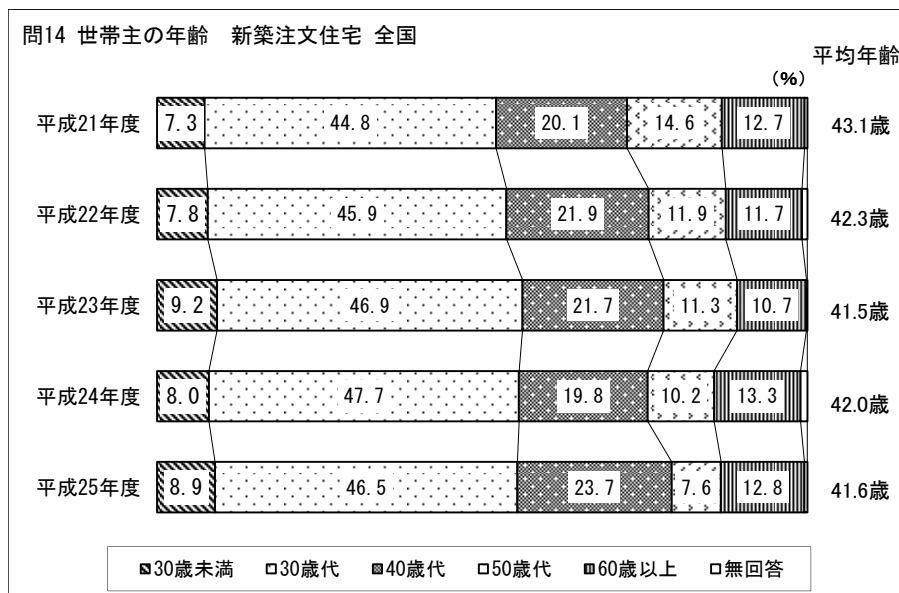 問14 世帯主の年齢　新築注文住宅 全国
平均年齢
(%)
平成21年度 7.3 44.8 20.1 14.6 12.7 43.1歳
平成22年度 7.8 45.9 21.9 11.9 11.7 42.3歳
平成23年度 9.2 46.9 21.7 11.3 10.7 41.5歳
平成24年度 8.0 47.7 19.8 10.2 13.3 42.0歳
平成25年度 8.9 46.5 23.7 7.6 12.8 41.6歳
30歳未満 30歳代 40歳代 50歳代 60歳以上 無回答